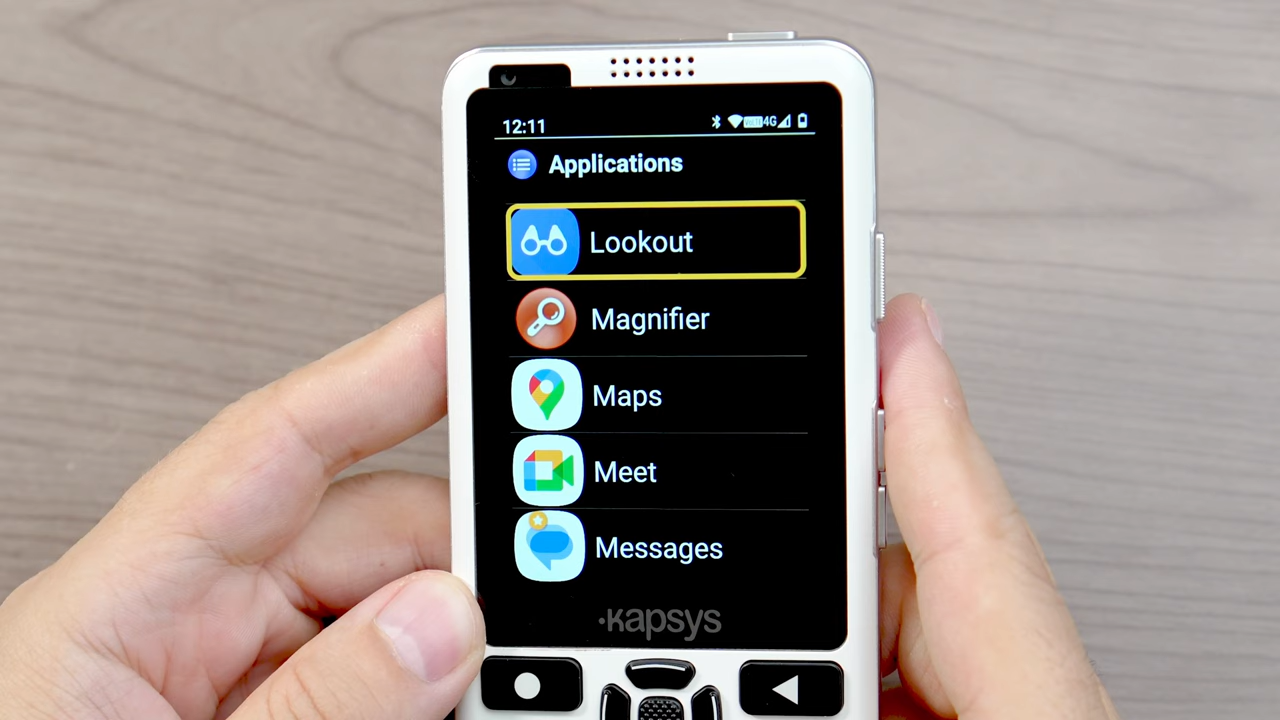 12:11
4G
Applications
Lookout
Magnifier
Maps
Meet
Messages
kapsys